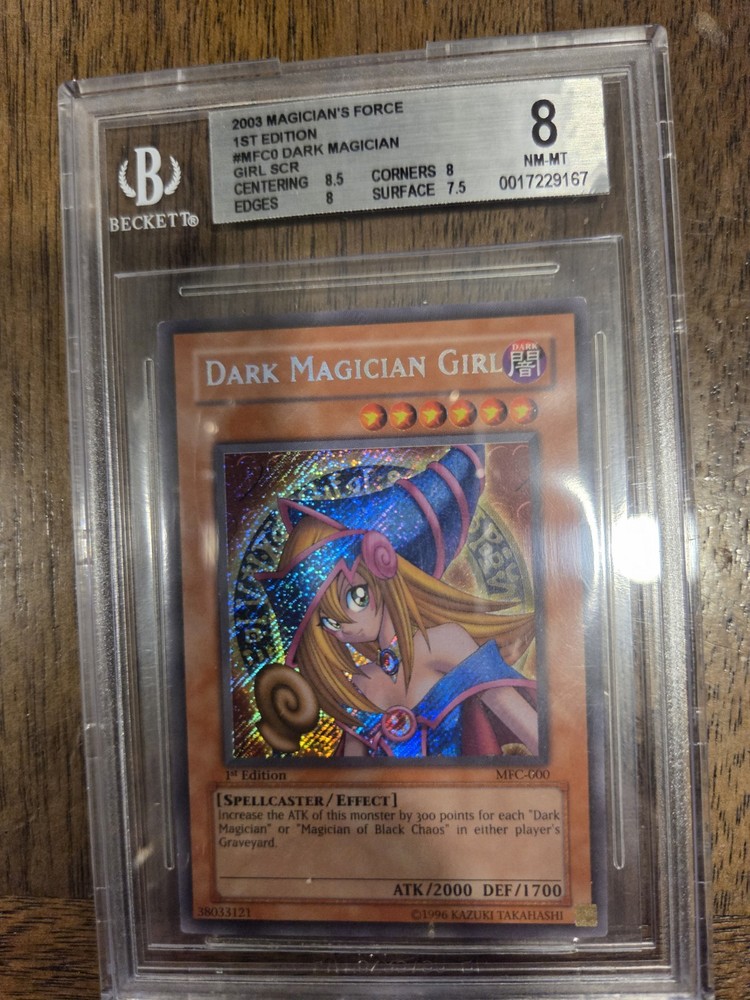 2003 MAGICIAN'S FORCE
1ST EDITION
#MFC0 DARK MAGICIAN
GIRL SCR
CENTERING 8.5 CORNERS 8
EDGES 8 SURFACE 7.5
8
NM-MT
0017229167
B
BECKETT®
DARK MAGICIAN GIRL
DARK
闇
1st Edition
MFC-000
[SPELLCASTER/EFFECT]
Increase the ATK of this monster by 300 points for each "Dark
Magician" or "Magician of Black Chaos" in either player's
Graveyard.
ATK/2000 DEF/1700
38033121
©1996 KAZUKI TAKAHASHI